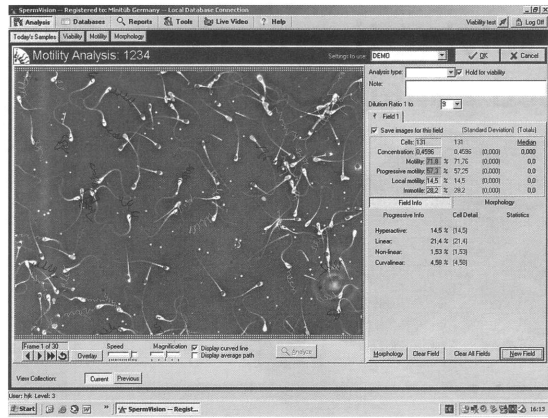 SpermVision -- Registered to: Minitüb Germany -- Local Database Connection
Analysis Databases Reports Tools Live Video ? Help Viability test Log Off
Today's Samples Viability Motility Morphology
Motility Analysis: 1234 Settings to use DEMO OK Cancel
Analysis type: Hold for viability
Note:
Dilution Ratio 1 to 9
Field 1
Save images for this field (Standard Deviation) (Totals)
Cells: 131 131 Median
Concentration: 0,4596 0,4596 (0,000) 0,000
Motility: 71,8 % 71,76 (0,000) 0,0
Progressive motility: 57,3 % 57,25 (0,000) 0,0
Local motility: 14,5 % 14,5 (0,000) 0,0
Immotile: 28,2 % 28,2 (0,000) 0,0
Field Info Morphology
Progressive Info Cell Detail Statistics
Hyperactive: 14,5 % (14,5)
Linear: 21,4 % (21,4)
Non-linear: 1,53 % (1,53)
Curvalinear: 4,58 % (4,58)
Frame 1 of 30 Speed Magnification Display curved line
Overlay Display average path Analyze
Morphology Clear Field Clear All Fields New Field
View Collection: Current Previous
User: hjk Level: 3
Start SpermVision -- Regist... 16:13